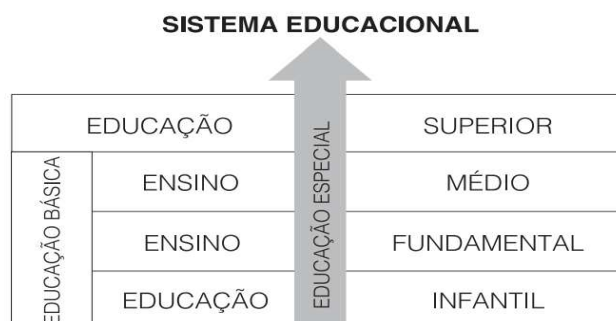 SISTEMA EDUCACIONAL
EDUCAÇÃO SUPERIOR
ENSINO MÉDIO
ENSINO FUNDAMENTAL
EDUCAÇÃO INFANTIL
EDUCAÇÃO BÁSICA
EDUCAÇÃO ESPECIAL